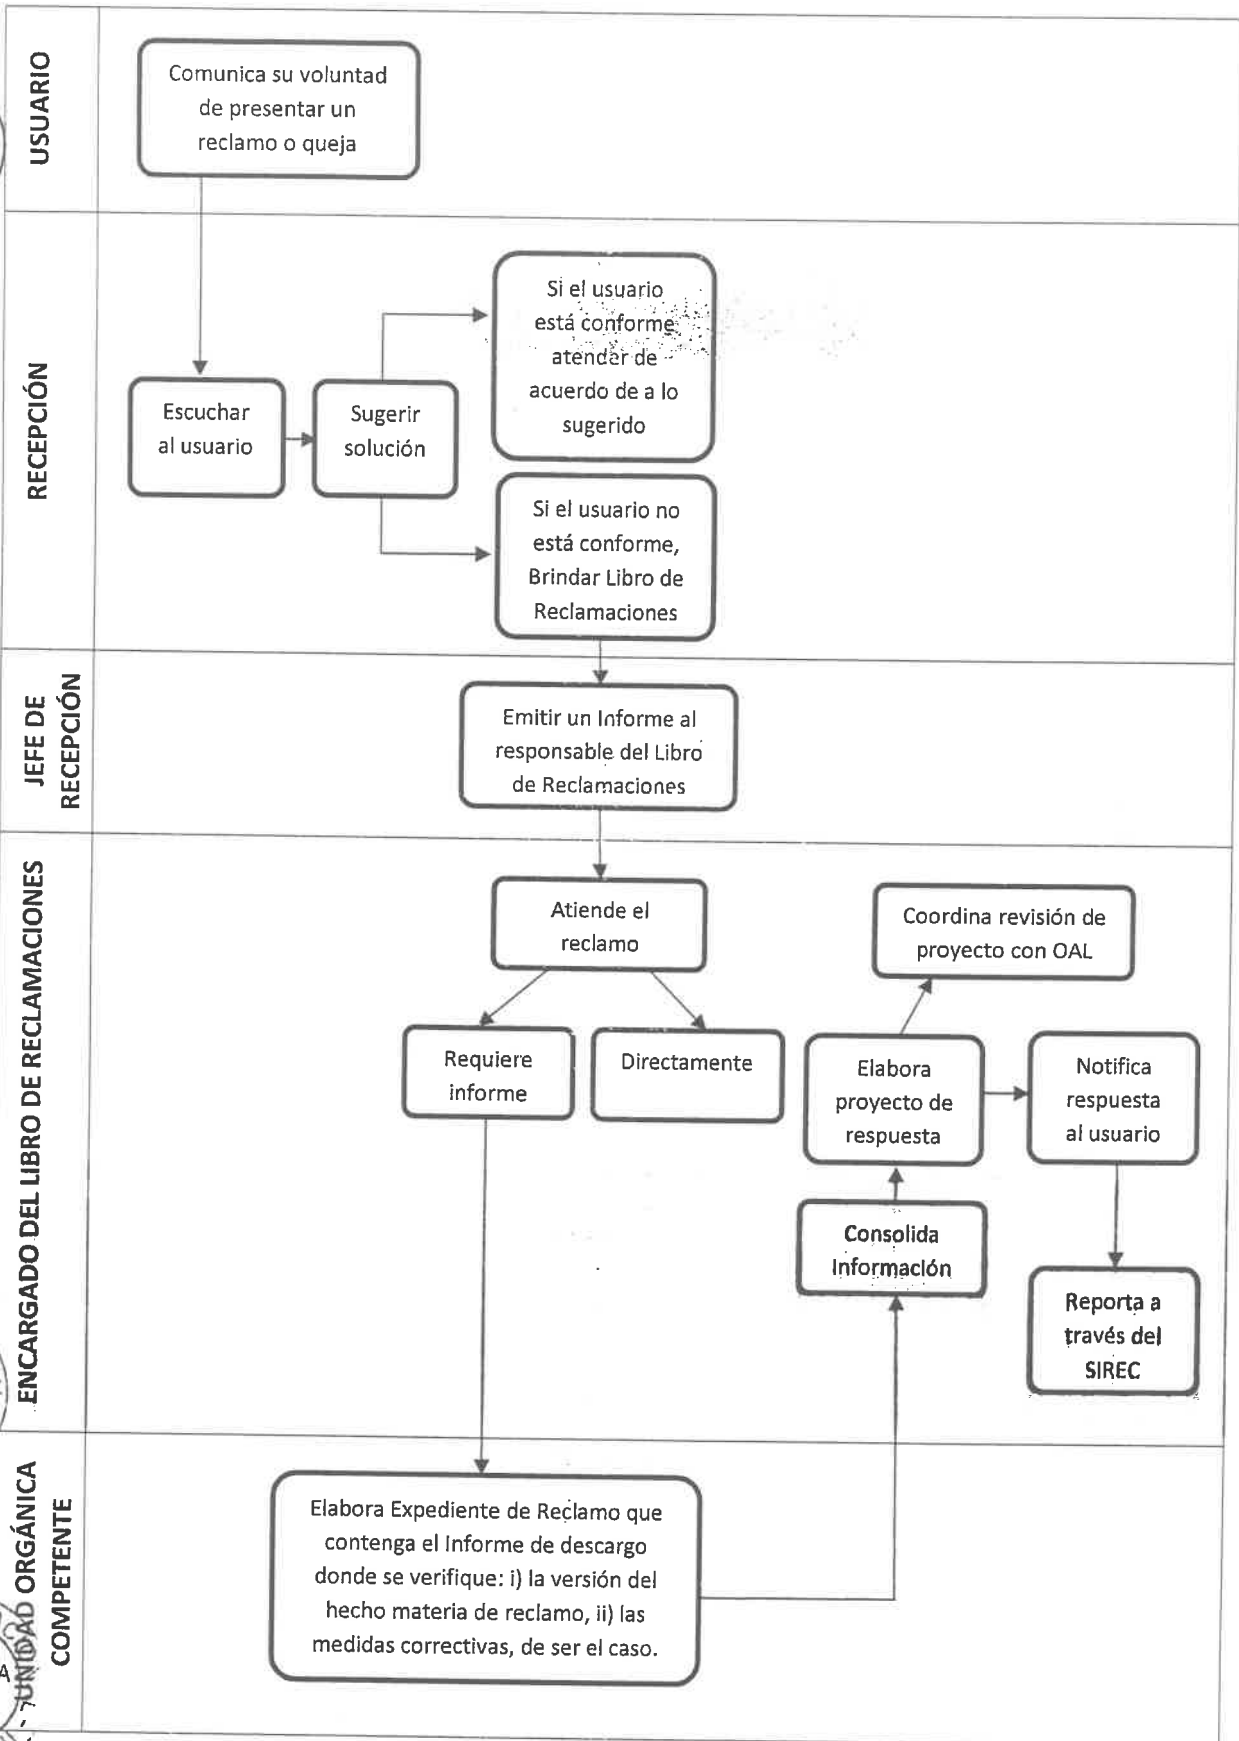 USUARIO
Comunica su voluntad
de presentar un
reclamo o queja
RECEPCIÓN
Escuchar
al usuario
Sugerir
solución
Si el usuario
está conforme
atender de
acuerdo de a lo
sugerido
Si el usuario no
está conforme,
Brindar Libro de
Reclamaciones
JEFE DE
RECEPCIÓN
Emitir un Informe al
responsable del Libro
de Reclamaciones
ENCARGADO DEL LIBRO DE RECLAMACIONES
Atiende el
reclamo
Requiere
informe
Directamente
Coordina revisión de
proyecto con OAL
Elabora
proyecto de
respuesta
Notifica
respuesta
al usuario
Consolida
Información
Reporta a
través del
SIREC
UNIDAD ORGÁNICA
COMPETENTE
Elabora Expediente de Reclamo que
contenga el Informe de descargo
donde se verifique: i) la versión del
hecho materia de reclamo, ii) las
medidas correctivas, de ser el caso.